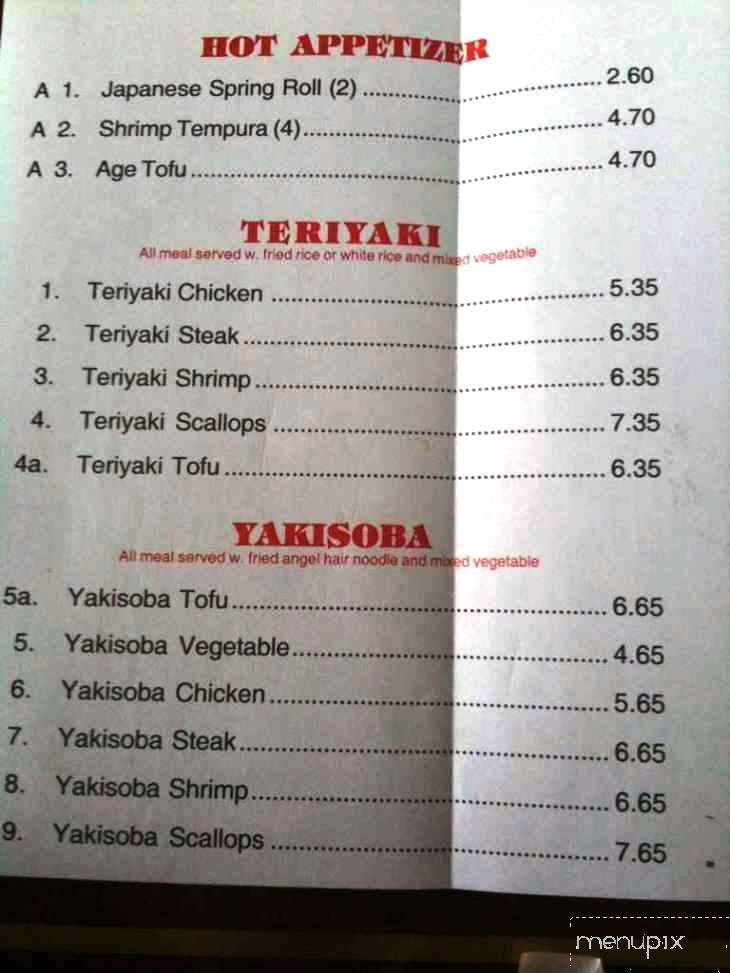 HOT APPETIZER
A 1. Japanese Spring Roll (2) ........................ 2.60
A 2. Shrimp Tempura (4) ........................ 4.70
A 3. Age Tofu ........................ 4.70
TERIYAKI
All meal served w. fried rice or white rice and mixed vegetable
1. Teriyaki Chicken ........................ 5.35
2. Teriyaki Steak ........................ 6.35
3. Teriyaki Shrimp ........................ 6.35
4. Teriyaki Scallops ........................ 7.35
4a. Teriyaki Tofu ........................ 6.35
YAKISOBA
All meal served w. fried angel hair noodle and mixed vegetable
5a. Yakisoba Tofu ........................ 6.65
5. Yakisoba Vegetable ........................ 4.65
6. Yakisoba Chicken ........................ 5.65
7. Yakisoba Steak ........................ 6.65
8. Yakisoba Shrimp ........................ 6.65
9. Yakisoba Scallops ........................ 7.65
menupix